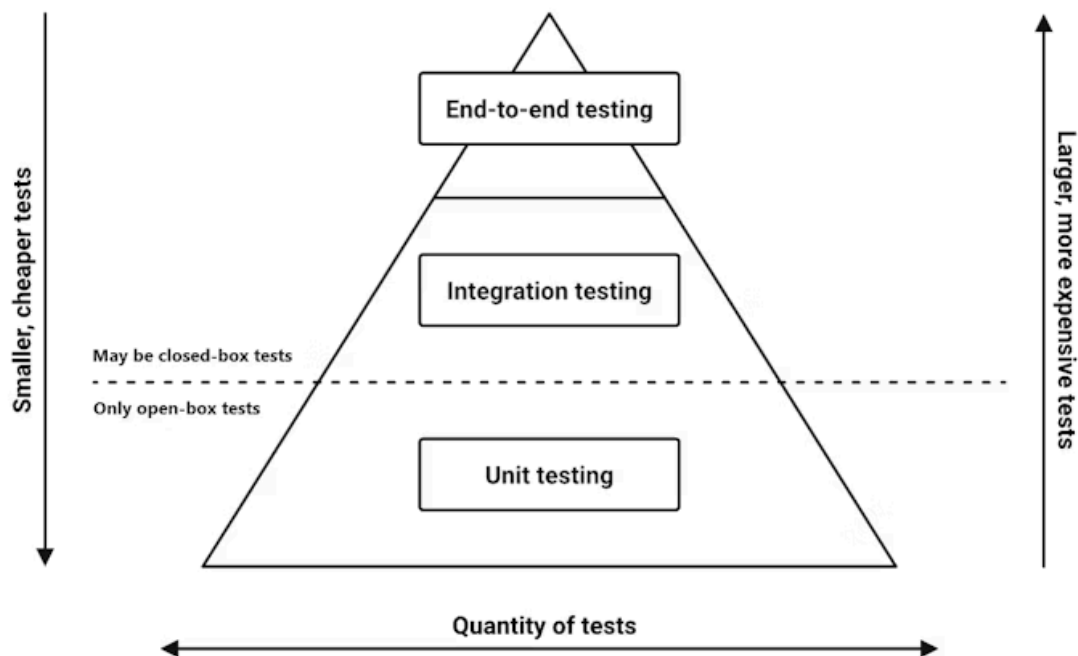 End-to-end testing
Smaller, cheaper tests
Larger, more expensive tests
Integration testing
May be closed-box tests
Only open-box tests
Unit testing
Quantity of tests